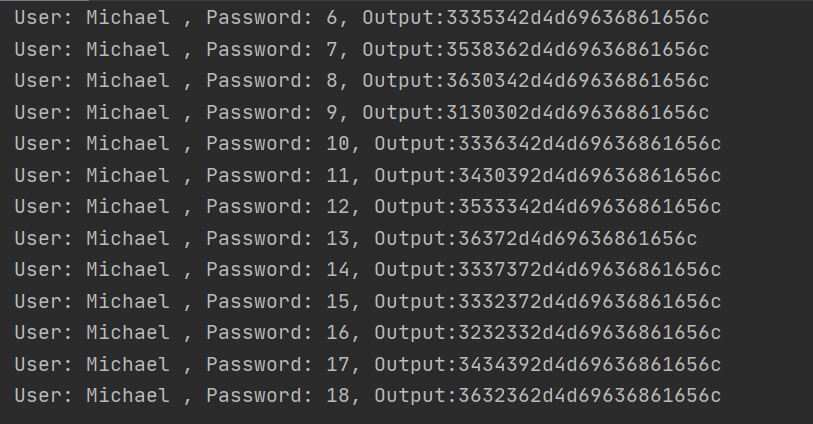 User: Michael , Password: 6, Output:3335342d4d69636861656c
User: Michael , Password: 7, Output:3538362d4d69636861656c
User: Michael , Password: 8, Output:3630342d4d69636861656c
User: Michael , Password: 9, Output:3130302d4d69636861656c
User: Michael , Password: 10, Output:3336342d4d69636861656c
User: Michael , Password: 11, Output:3430392d4d69636861656c
User: Michael , Password: 12, Output:3533342d4d69636861656c
User: Michael , Password: 13, Output:36372d4d69636861656c
User: Michael , Password: 14, Output:3337372d4d69636861656c
User: Michael , Password: 15, Output:3332372d4d69636861656c
User: Michael , Password: 16, Output:3232332d4d69636861656c
User: Michael , Password: 17, Output:3434392d4d69636861656c
User: Michael , Password: 18, Output:3632362d4d69636861656c